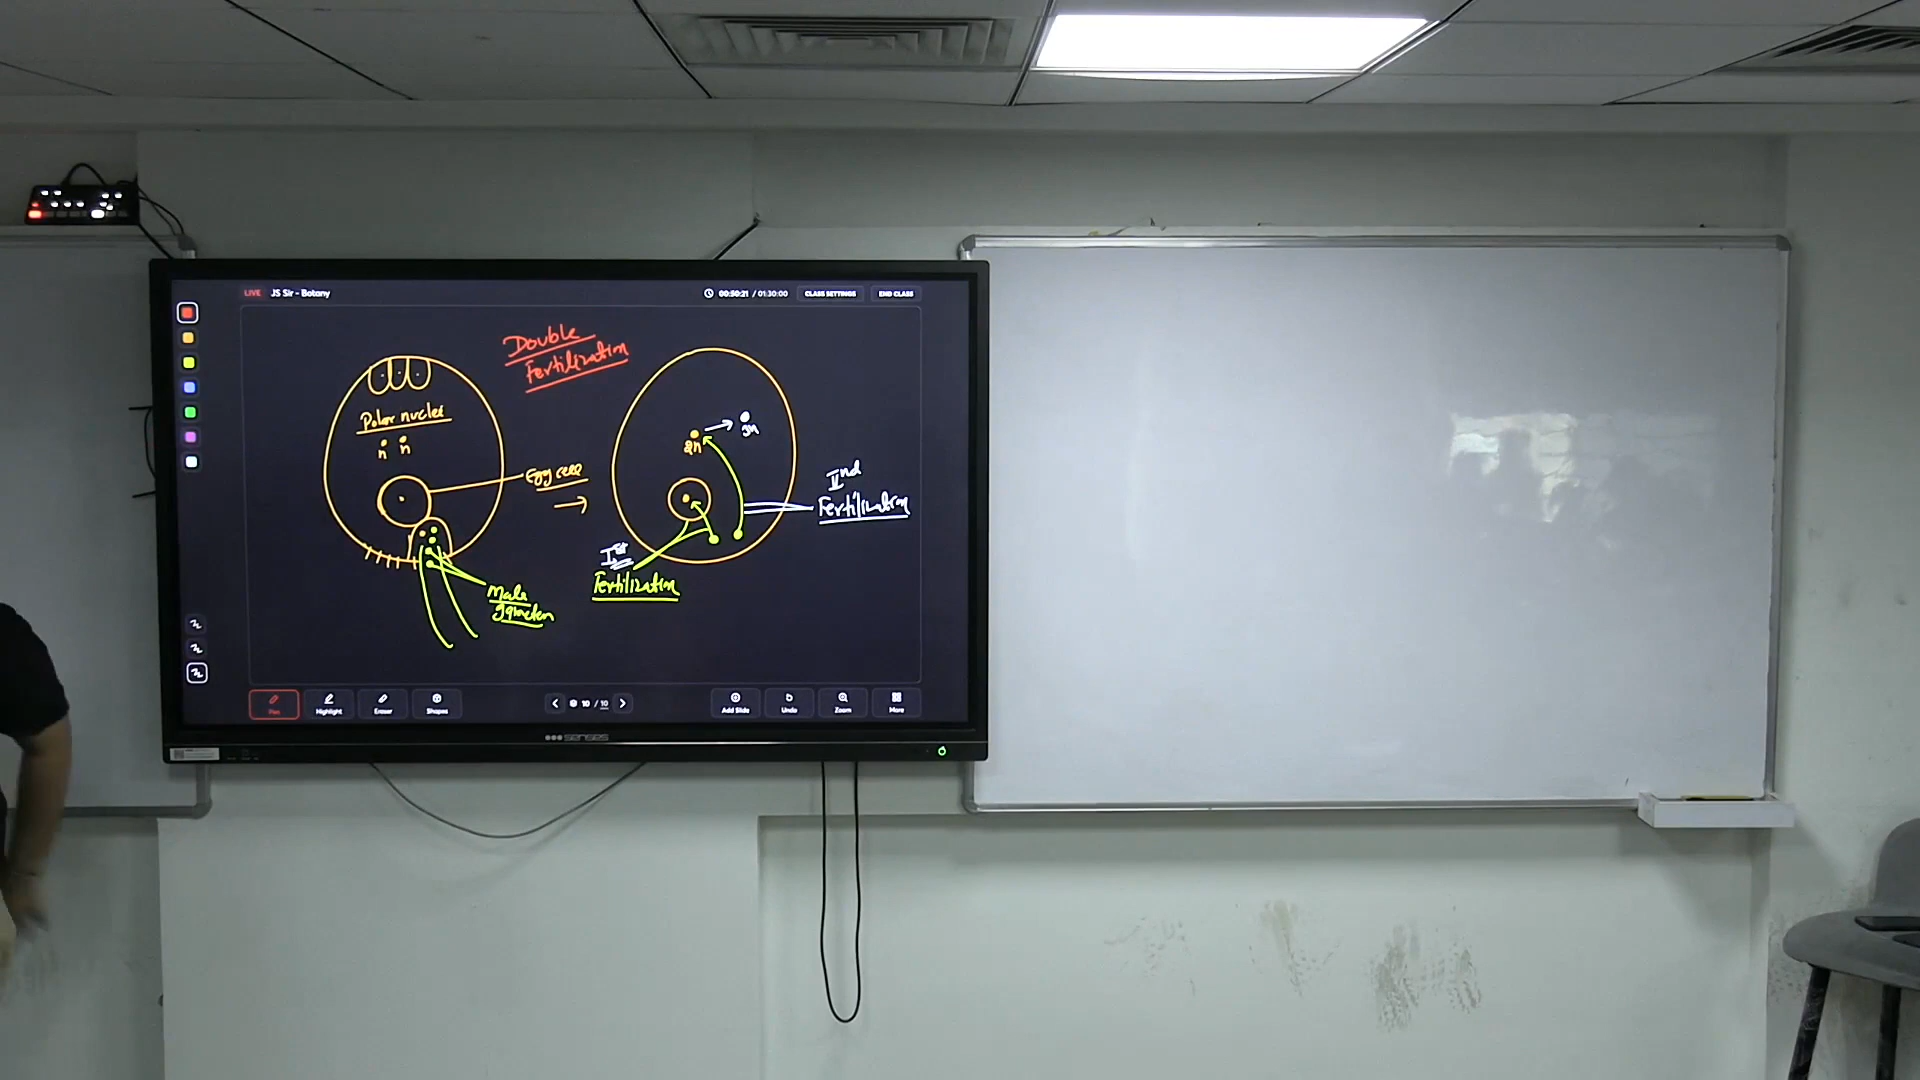 LIVE JS Sir - Botany
00:50:21 / 01:30:00 CLASS SETTINGS END CLASS
Double
Fertilization
Polar nuclei
n n
Egg cell
2n
3n
IInd
Fertilization
Ist
Fertilization
Male
gameters
Pen Highlight Eraser Shapes
10 / 10
Add Slide Undo Zoom More
senses